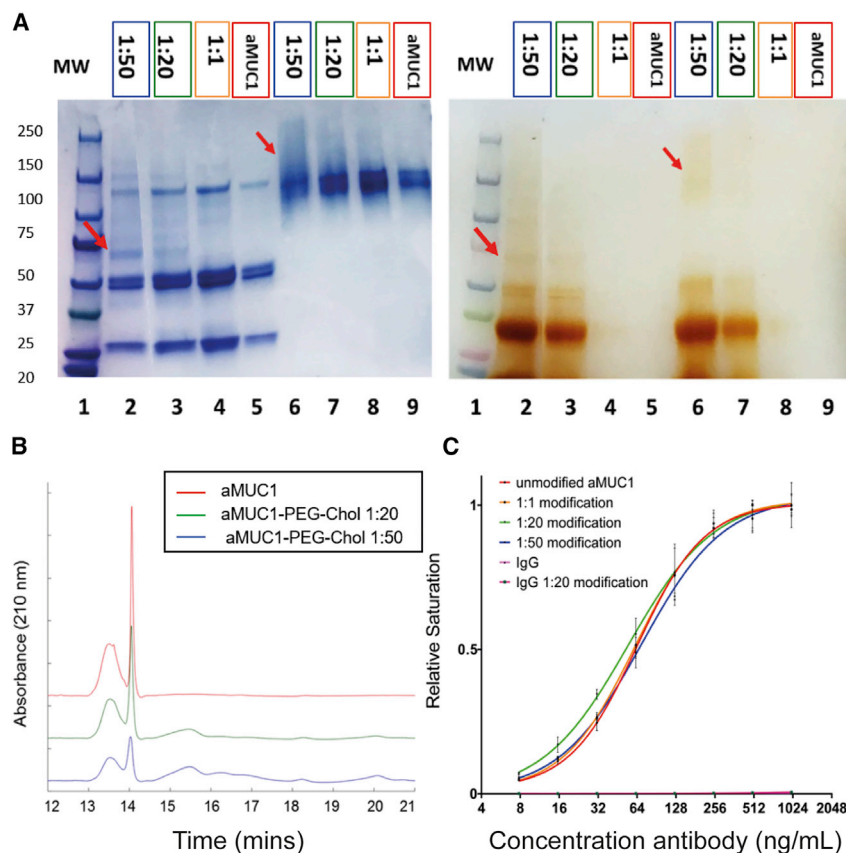 A
MW 1:50 1:20 1:1 aMUC1 1:50 1:20 1:1 aMUC1
MW 1:50 1:20 1:1 aMUC1 1:50 1:20 1:1 aMUC1
250
150
100
75
50
37
25
20
1 2 3 4 5 6 7 8 9
1 2 3 4 5 6 7 8 9
B
aMUC1
aMUC1-PEG-Chol 1:20
aMUC1-PEG-Chol 1:50
Absorbance (210 nm)
12 13 14 15 16 17 18 19 20 21
Time (mins)
C
unmodified aMUC1
1:1 modification
1:20 modification
1:50 modification
IgG
IgG 1:20 modification
Relative Saturation
1
0.5
0
4 8 16 32 64 128 256 512 1024 2048
Concentration antibody (ng/mL)